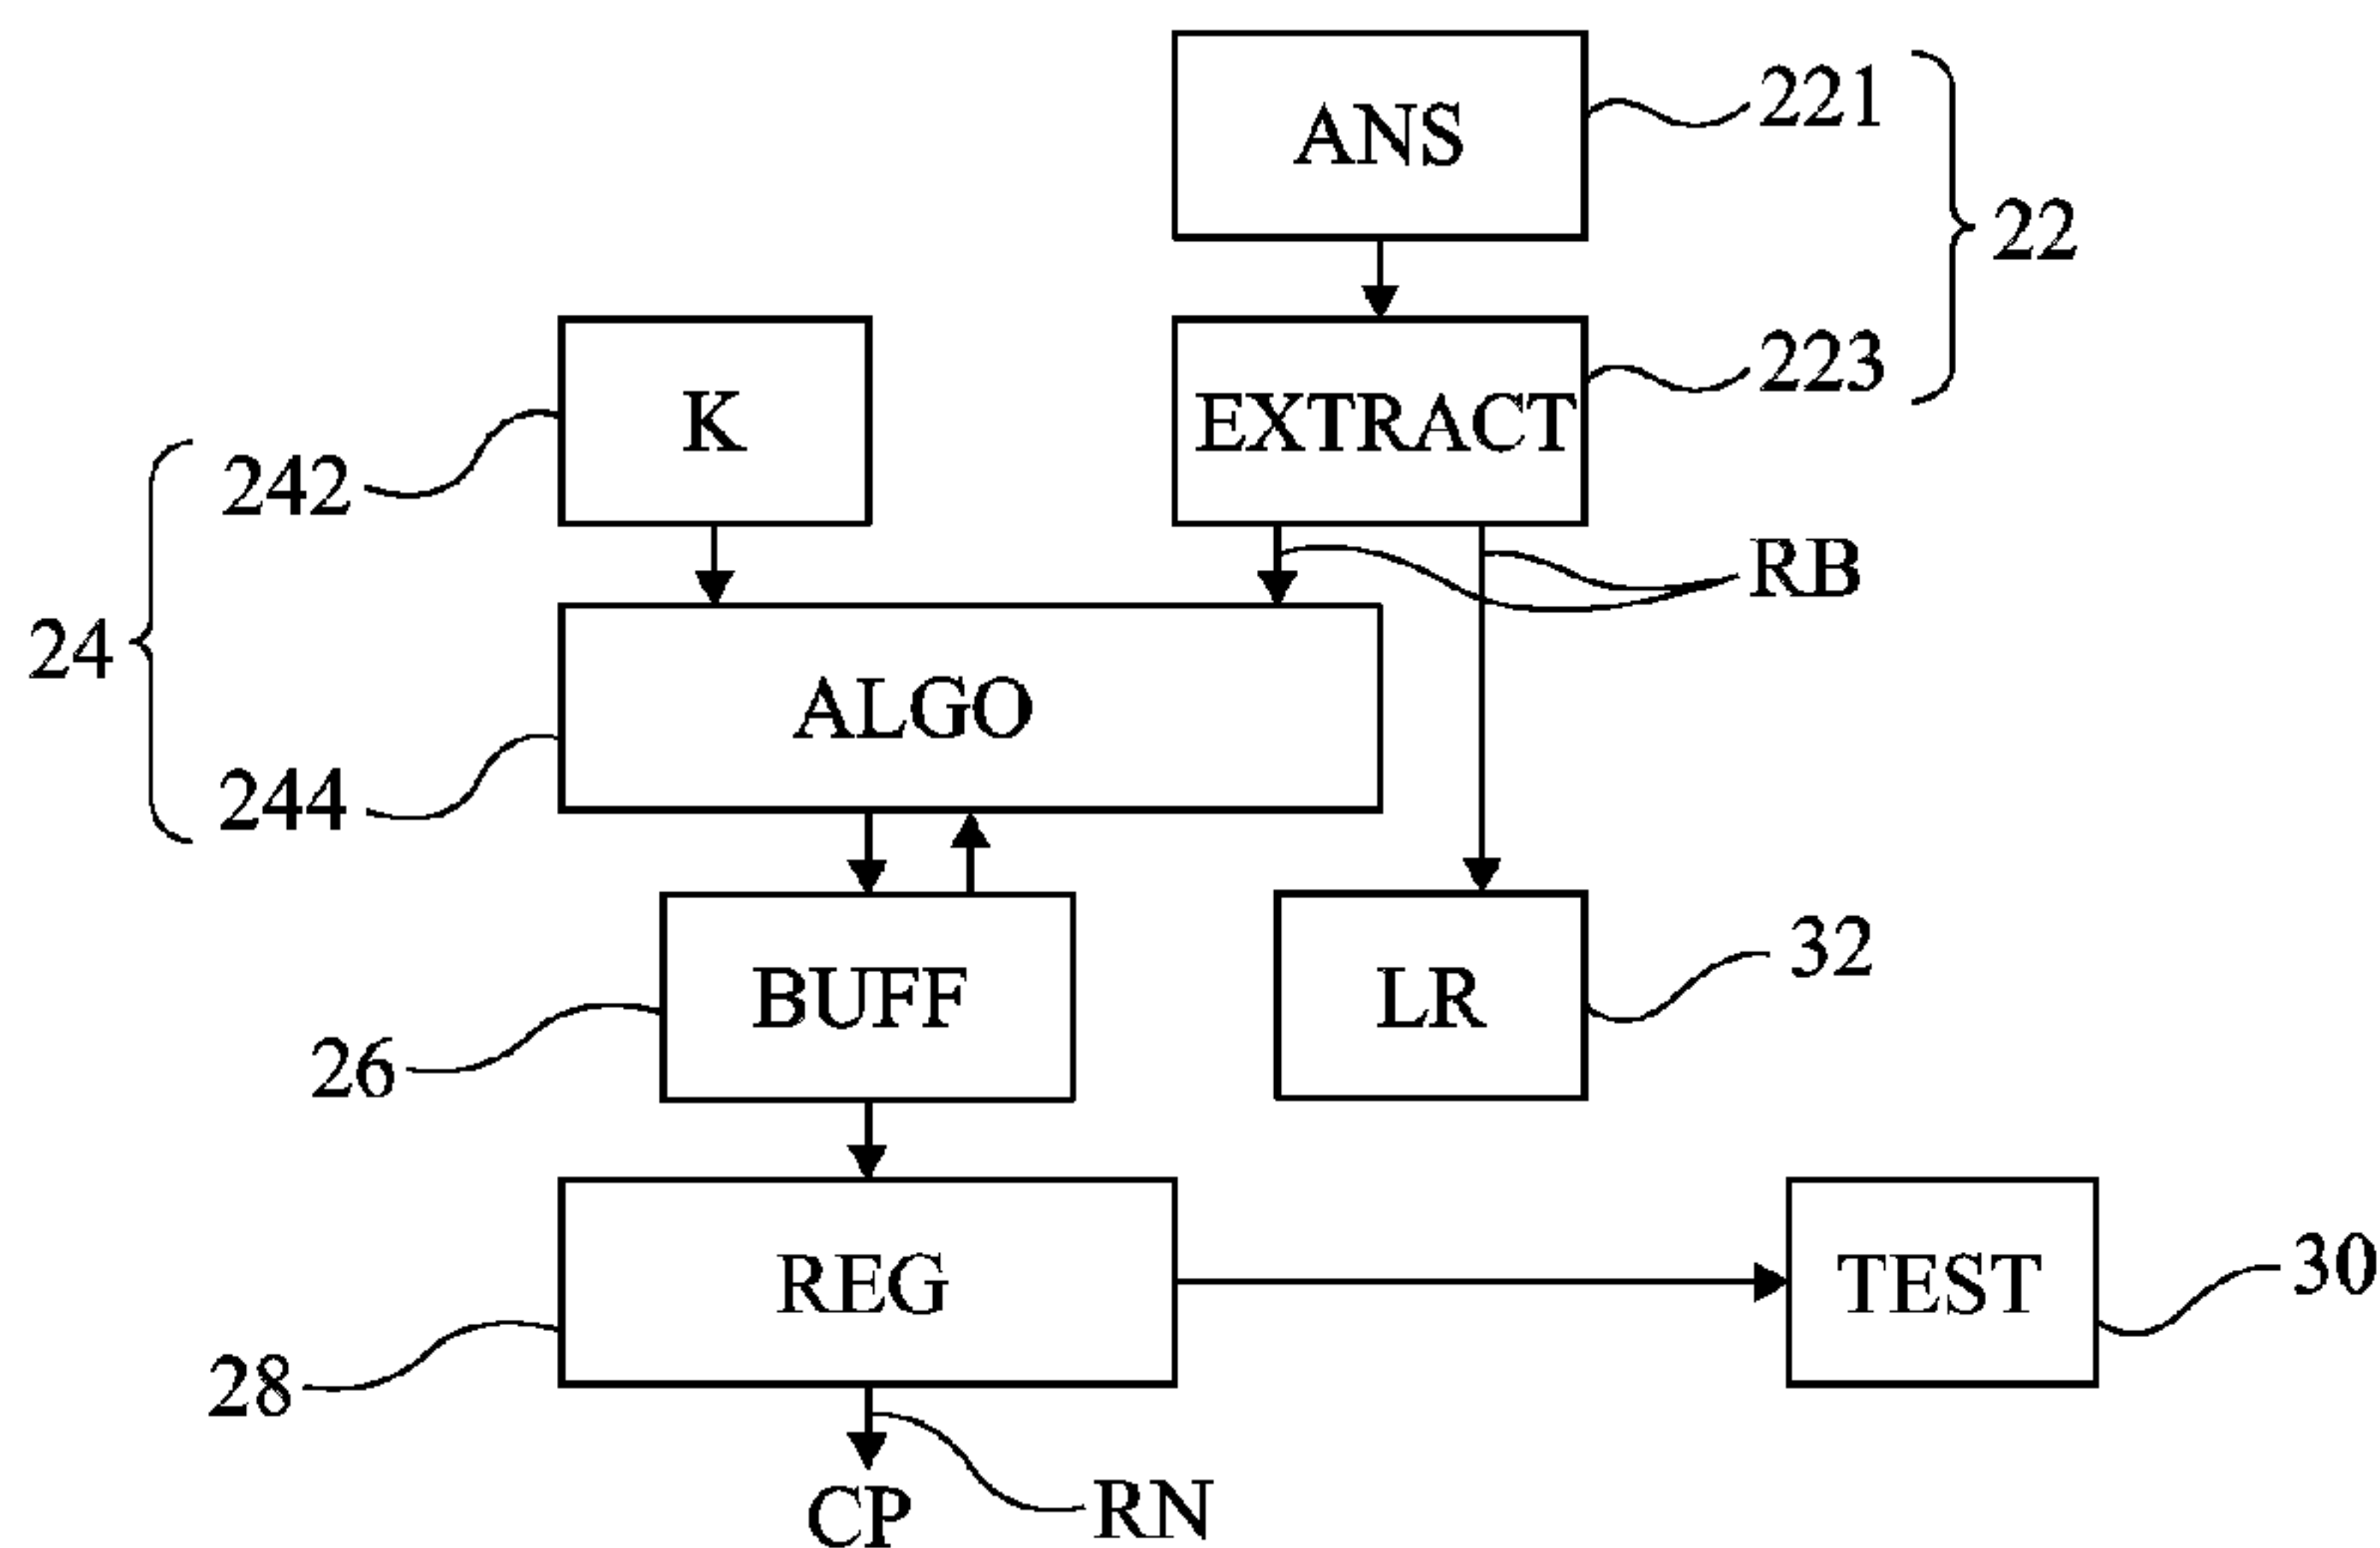 ANS
221
22
K
EXTRACT
223
242
RB
24
ALGO
244
BUFF
LR
32
26
REG
TEST
30
28
CP
RN